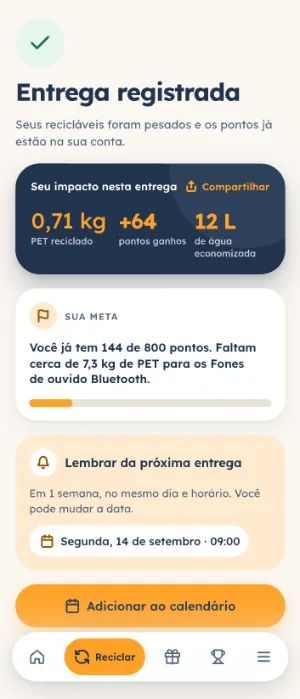 Entrega registrada
Seus recicláveis foram pesados e os pontos já
estão na sua conta.
Seu impacto nesta entrega
Compartilhar
0,71 kg
PET reciclado
+64
pontos ganhos
12 L
de água
economizada
SUA META
Você já tem 144 de 800 pontos. Faltam
cerca de 7,3 kg de PET para os Fones
de ouvido Bluetooth.
Lembrar da próxima entrega
Em 1 semana, no mesmo dia e horário. Você
pode mudar a data.
Segunda, 14 de setembro · 09:00
Adicionar ao calendário
Reciclar